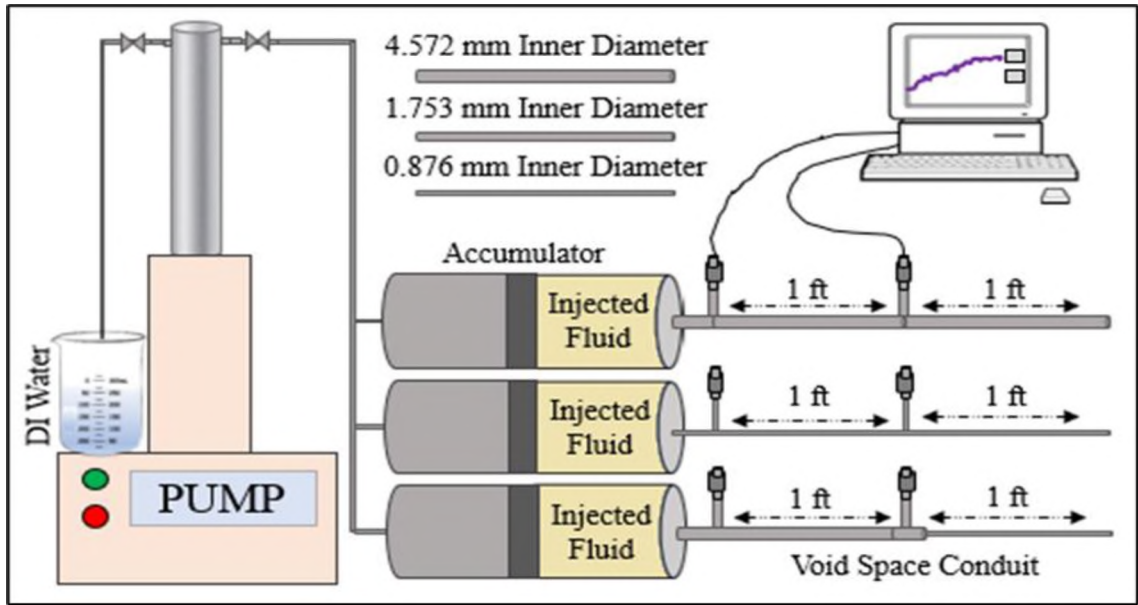 4.572 mm Inner Diameter
1.753 mm Inner Diameter
0.876 mm Inner Diameter
Accumulator
Injected
Fluid
1 ft
1 ft
Injected
Fluid
1 ft
1 ft
Injected
Fluid
1 ft
1 ft
Void Space Conduit
DI Water
PUMP